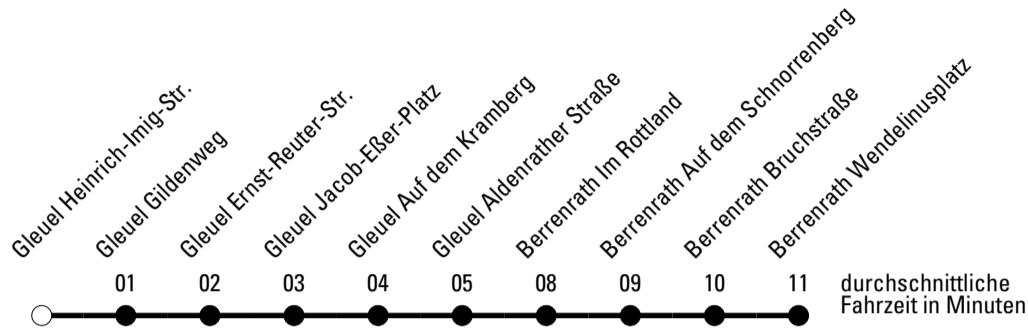 Gleuel Heinrich-Imig-Str.
Gleuel Gildenweg
Gleuel Ernst-Reuter-Str.
Gleuel Jacob-Eßer-Platz
Gleuel Auf dem Kramberg
Gleuel Aldenrather Straße
Berrenrath Im Rottland
Berrenrath Auf dem Schnorrenberg
Berrenrath Bruchstraße
Berrenrath Wendelinusplatz
01 02 03 04 05 08 09 10 11 durchschnittliche
Fahrzeit in Minuten